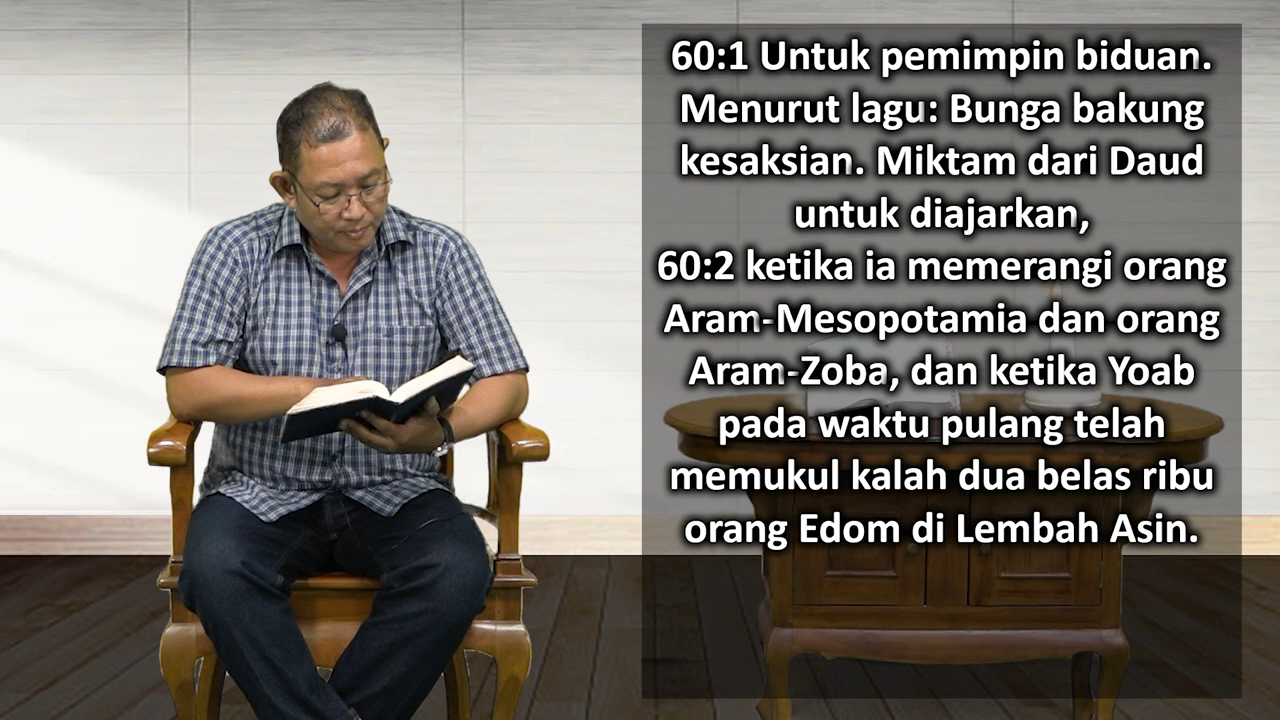 60:1 Untuk pemimpin biduan.
Menurut lagu: Bunga bakung
kesaksian. Miktam dari Daud
untuk diajarkan,
60:2 ketika ia memerangi orang
Aram-Mesopotamia dan orang
Aram-Zoba, dan ketika Yoab
pada waktu pulang telah
memukul kalah dua belas ribu
orang Edom di Lembah Asin.